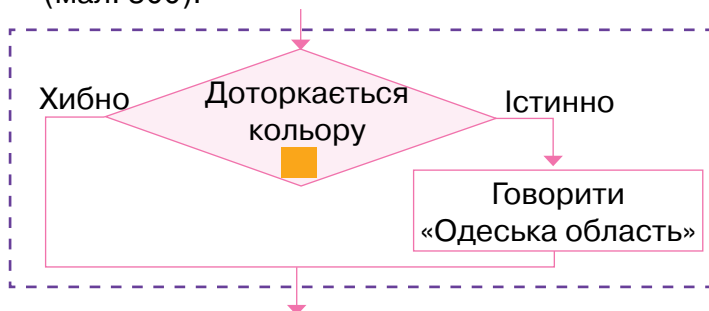 Хибно
Доторкається
кольору
Істинно
Говорити
«Одеська область»